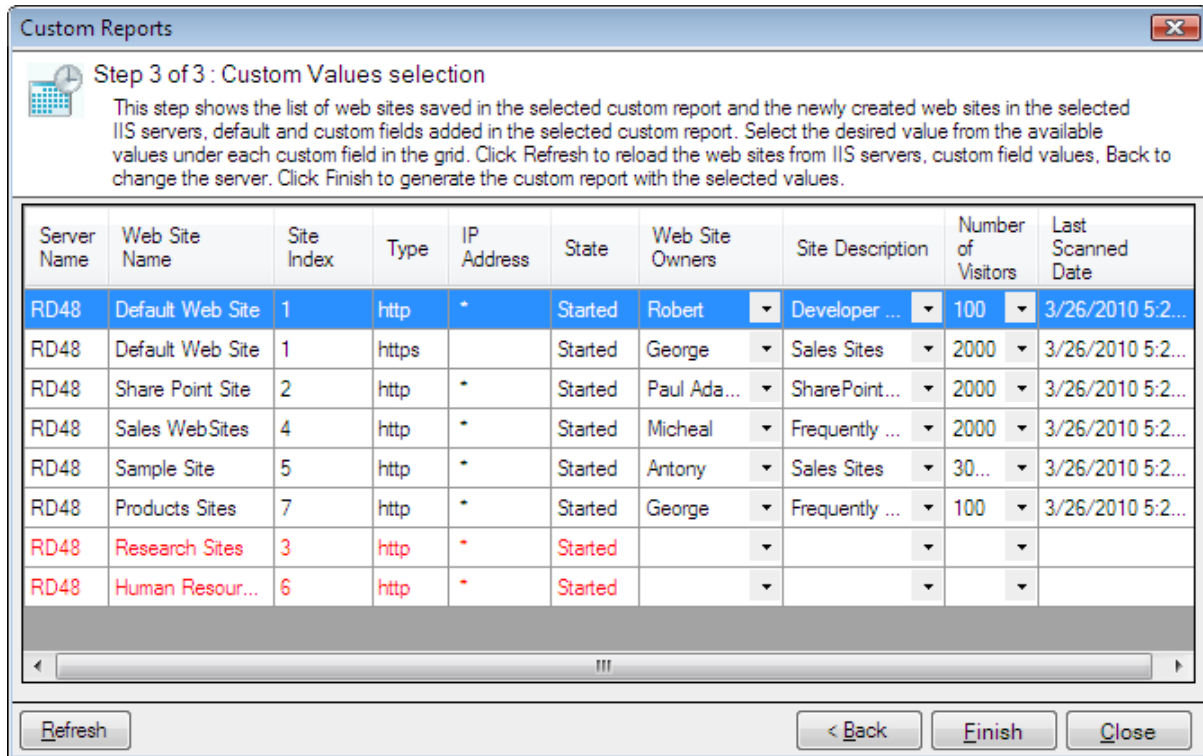 Custom Reports
Step 3 of 3 : Custom Values selection
This step shows the list of web sites saved in the selected custom report and the newly created web sites in the selected
IIS servers, default and custom fields added in the selected custom report. Select the desired value from the available
values under each custom field in the grid. Click Refresh to reload the web sites from IIS servers, custom field values, Back to
change the server. Click Finish to generate the custom report with the selected values.
Server Name Web Site Name Site Index Type IP Address State Web Site Owners Site Description Number of Visitors Last Scanned Date
RD48 Default Web Site 1 http * Started Robert Developer ... 100 3/26/2010 5:2...
RD48 Default Web Site 1 https Started George Sales Sites 2000 3/26/2010 5:2...
RD48 Share Point Site 2 http * Started Paul Ada... SharePoint... 2000 3/26/2010 5:2...
RD48 Sales WebSites 4 http * Started Micheal Frequently ... 2000 3/26/2010 5:2...
RD48 Sample Site 5 http * Started Antony Sales Sites 30... 3/26/2010 5:2...
RD48 Products Sites 7 http * Started George Frequently ... 100 3/26/2010 5:2...
RD48 Research Sites 3 http * Started
RD48 Human Resour... 6 http * Started
Refresh < Back Finish Close